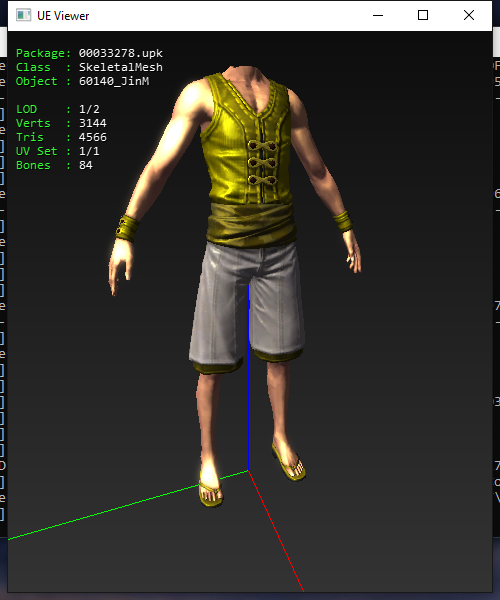 UE Viewer
Package: 00033278.upk
Class  : SkeletalMesh
Object : 60140_JinM
LOD    : 1/2
Verts  : 3144
Tris   : 4566
UV Set : 1/1
Bones  : 84